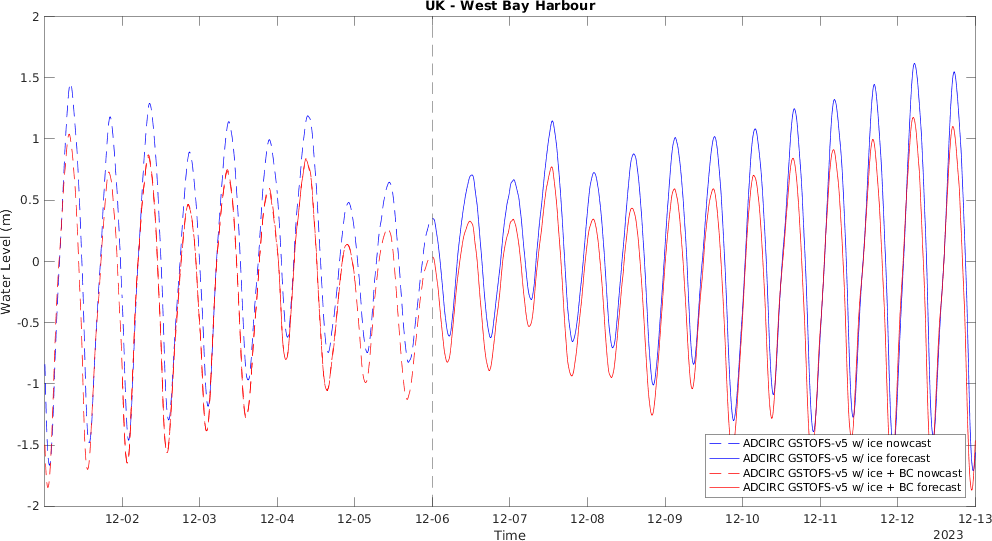 UK - West Bay Harbour
Water Level (m)
2
1.5
1
0.5
0
-0.5
-1
-1.5
-2
12-02 12-03 12-04 12-05 12-06 12-07 12-08 12-09 12-10 12-11 12-12 12-13
Time
2023
ADCIRC GSTOFS-v5 w/ ice nowcast
ADCIRC GSTOFS-v5 w/ ice forecast
ADCIRC GSTOFS-v5 w/ ice + BC nowcast
ADCIRC GSTOFS-v5 w/ ice + BC forecast